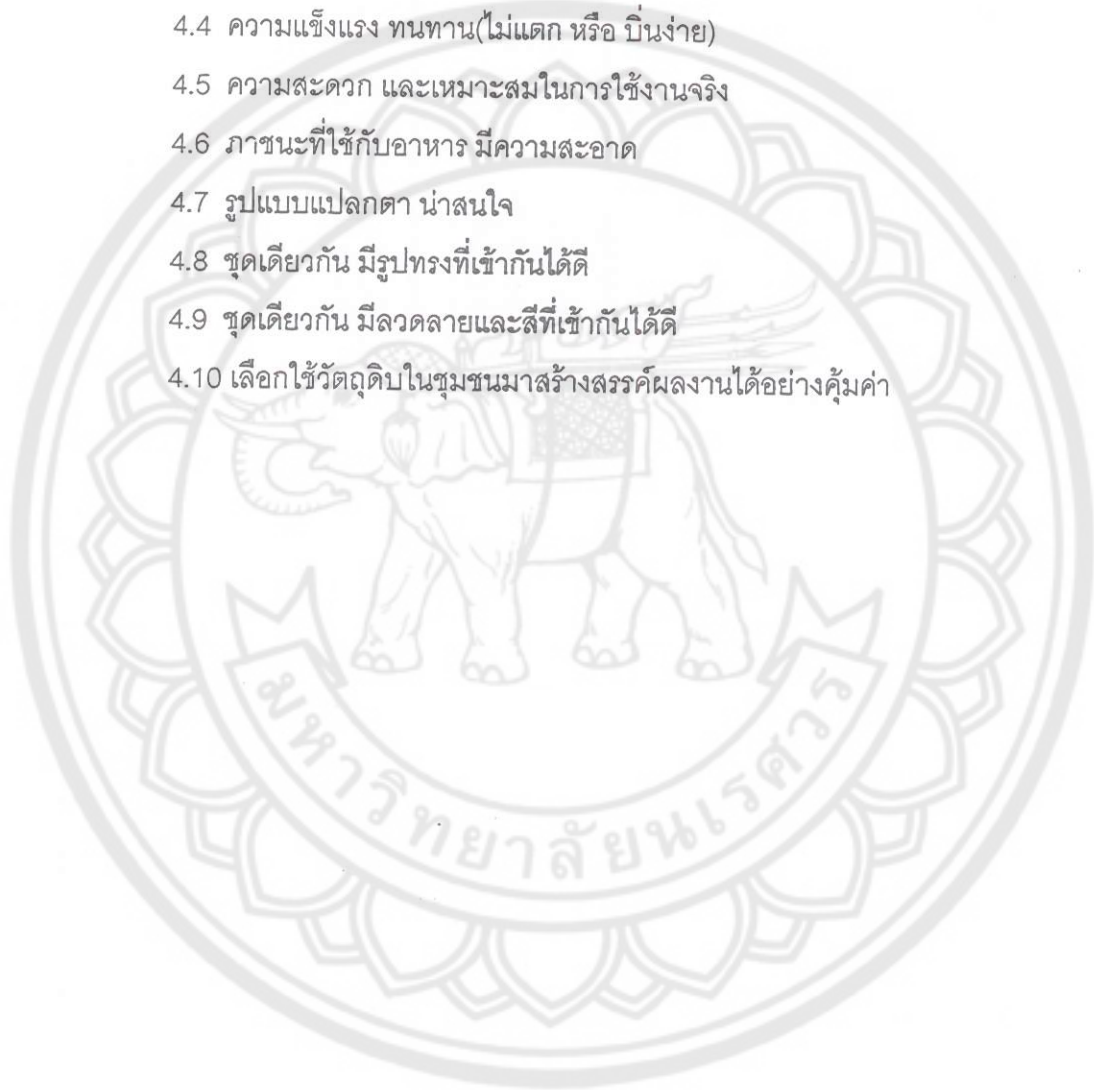 4.4 ความแข็งแรง ทนทาน(ไม่แตก หรือ บิ่นง่าย)
4.5 ความสะดวก และเหมาะสมในการใช้งานจริง
4.6 ภาชนะที่ใช้กับอาหาร มีความสะอาด
4.7 รูปแบบแปลกตา น่าสนใจ
4.8 ชุดเดียวกัน มีรูปทรงที่เข้ากันได้ดี
4.9 ชุดเดียวกัน มีลวดลายและสีที่เข้ากันได้ดี
4.10 เลือกใช้วัตถุดิบในชุมชนมาสร้างสรรค์ผลงานได้อย่างคุ้มค่า
มหาวิทยาลัยนเรศวร